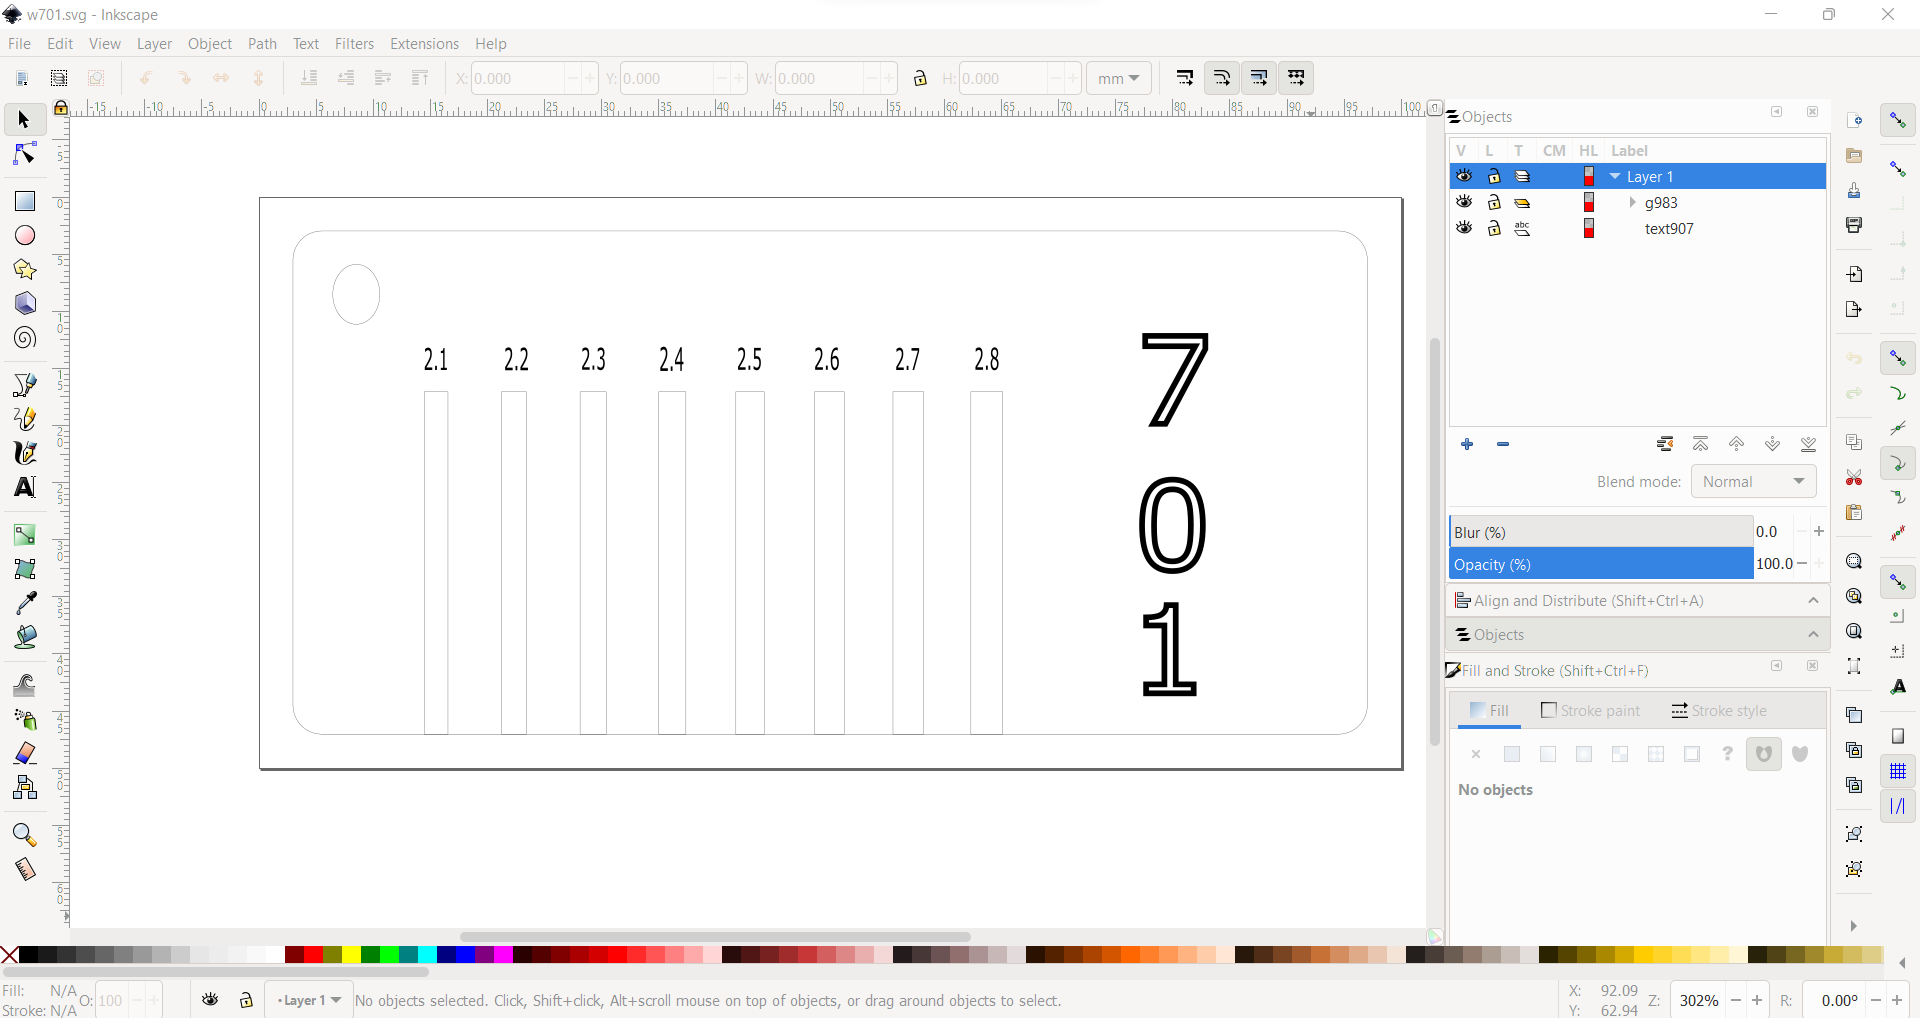 w701.svg - Inkscape
File Edit View Layer Object Path Text Filters Extensions Help
X: 0.000 Y: 0.000 W: 0.000 H: 0.000 mm
-15 -10 -5 0 5 10 15 20 25 30 35 40 45 50 55 60 65 70 75 80 85 90 95 100
Objects
V L T CM HL Label
Layer 1
g983
abc text907
2.1 2.2 2.3 2.4 2.5 2.6 2.7 2.8
7
0
1
Blend mode: Normal
Blur (%) 0.0
Opacity (%) 100.0
Align and Distribute (Shift+Ctrl+A)
Objects
Fill and Stroke (Shift+Ctrl+F)
Fill Stroke paint Stroke style
No objects
Fill: N/A
Stroke: N/A
O: 100
•Layer 1
No objects selected. Click, Shift+click, Alt+scroll mouse on top of objects, or drag around objects to select.
X: 92.09
Y: 62.94
Z: 302%
R: 0.00°